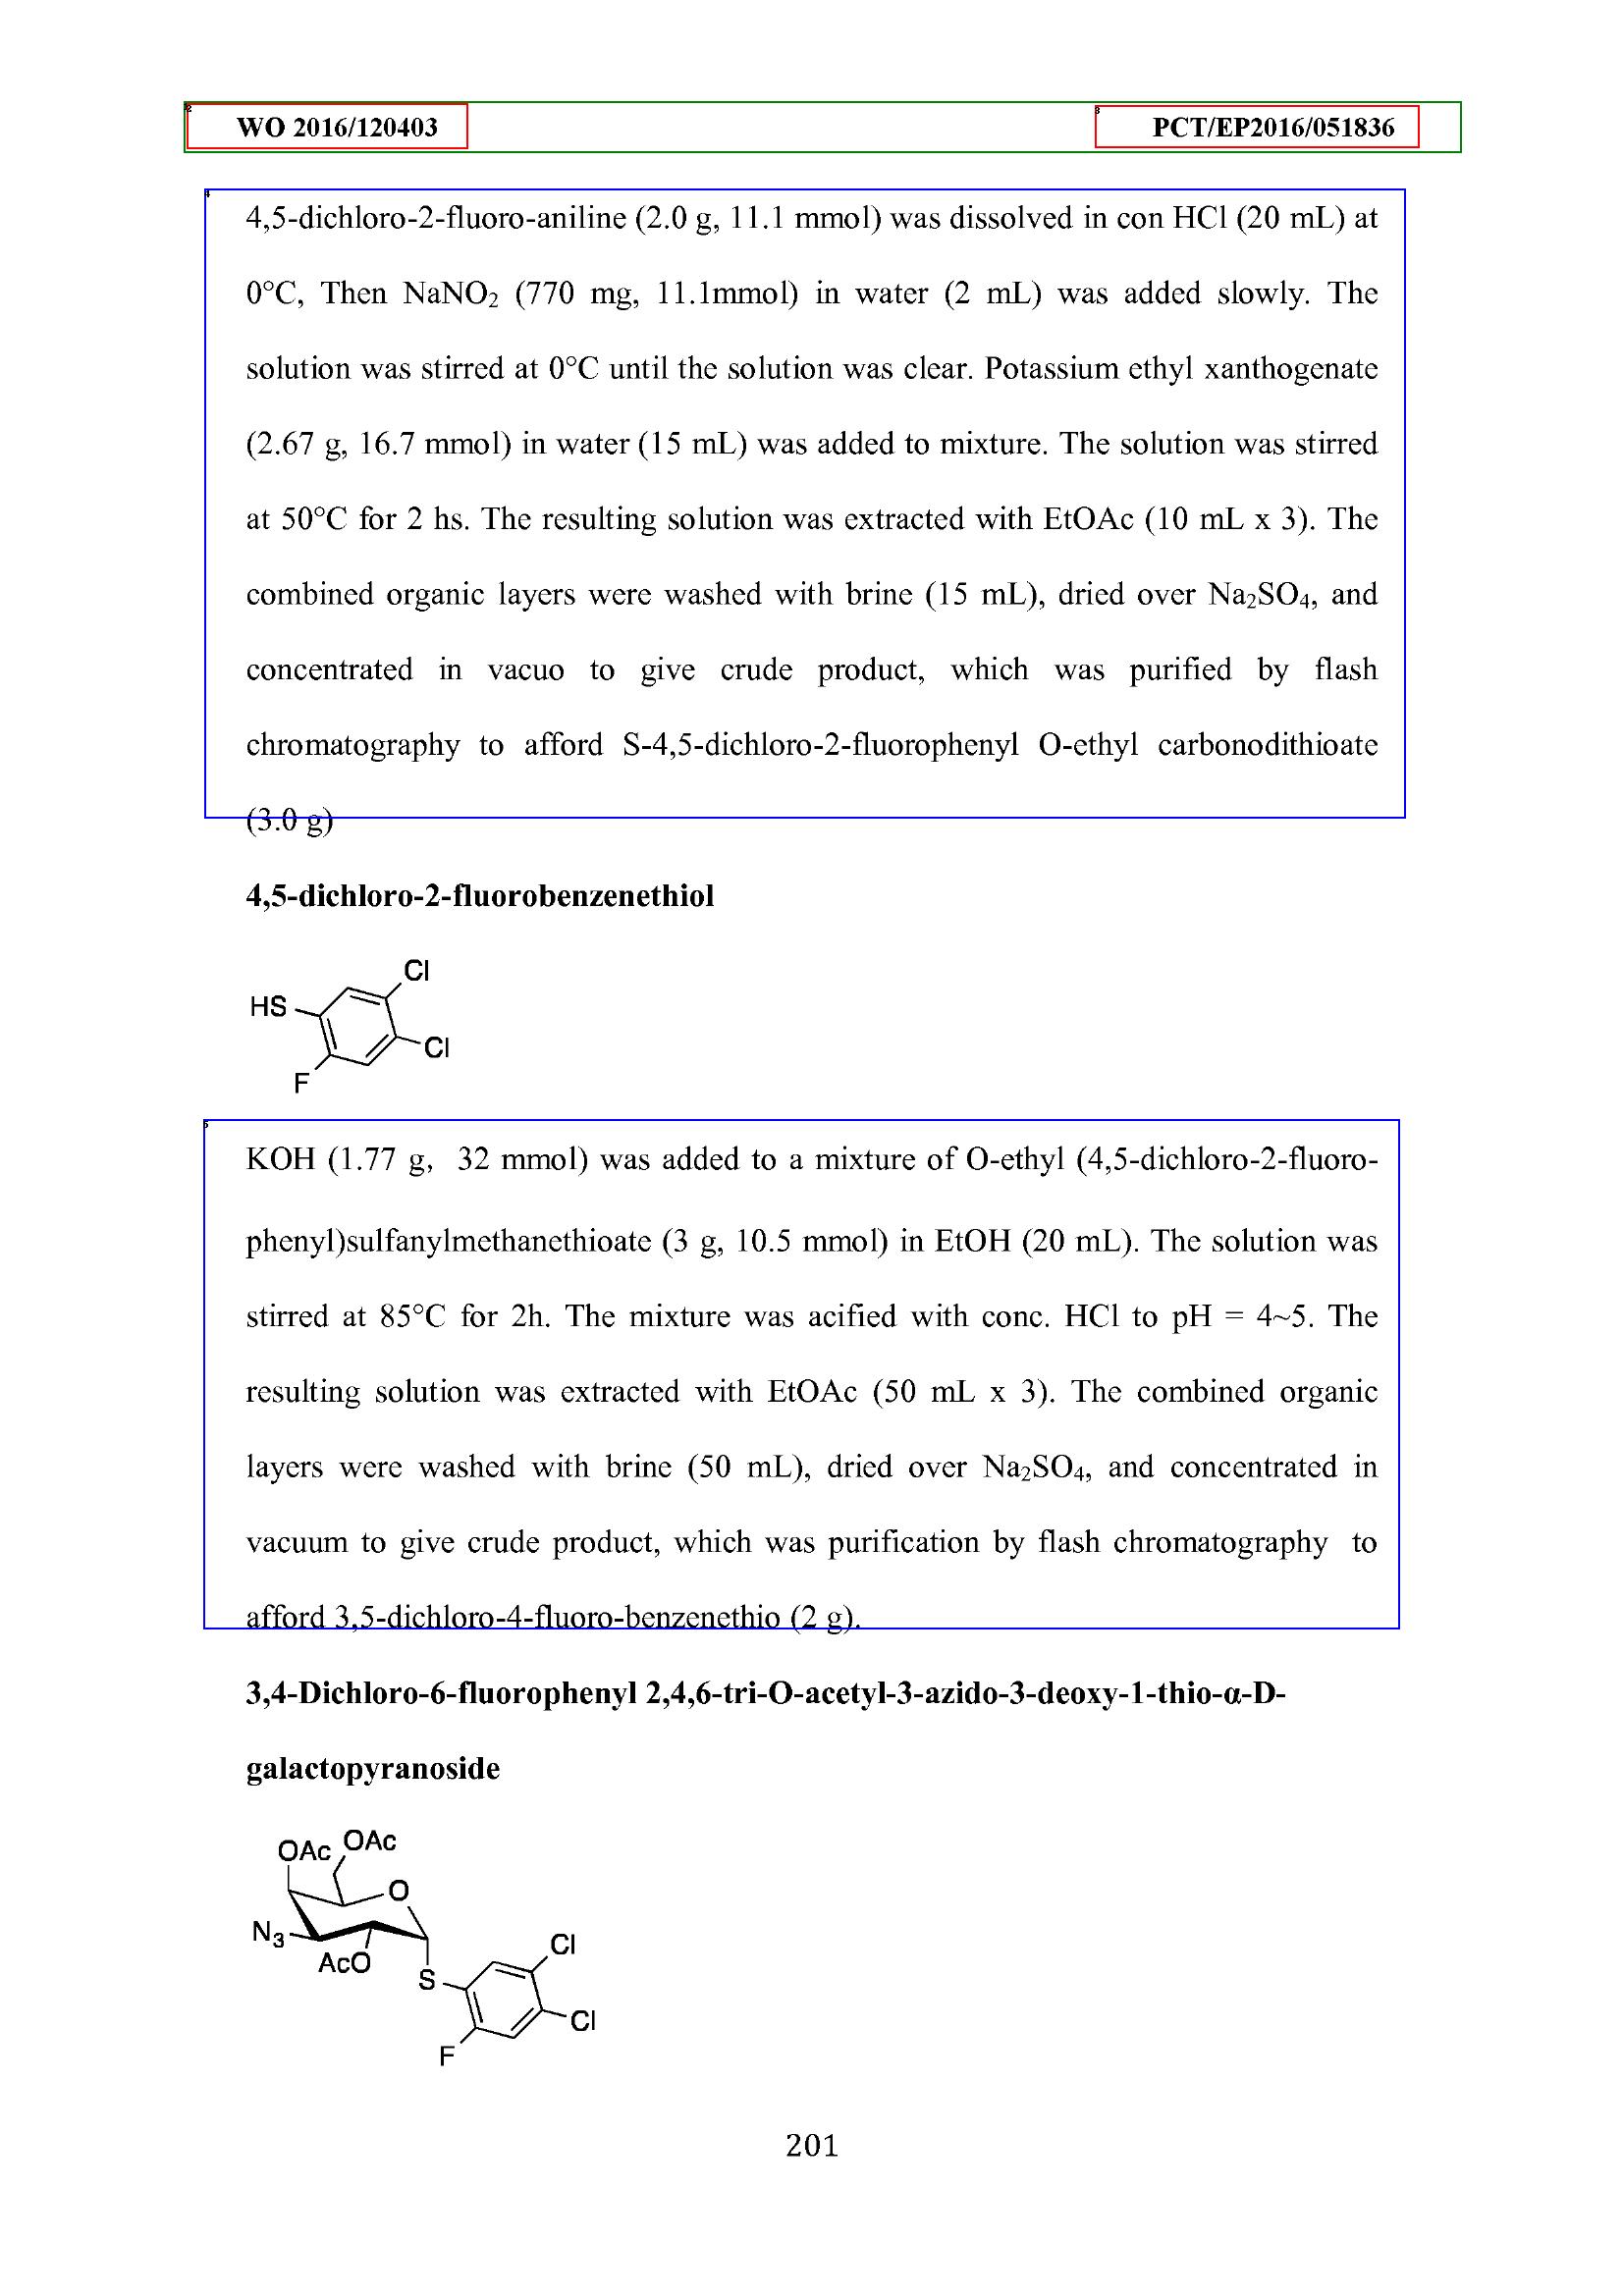 WO 2016/120403 PCT/EP2016/051836
4,5-dichloro-2-fluoro-aniline (2.0 g, 11.1 mmol) was dissolved in con HCl (20 mL) at
0°C, Then NaNO₂ (770 mg, 11.1mmol) in water (2 mL) was added slowly. The
solution was stirred at 0°C until the solution was clear. Potassium ethyl xanthogenate
(2.67 g, 16.7 mmol) in water (15 mL) was added to mixture. The solution was stirred
at 50°C for 2 hs. The resulting solution was extracted with EtOAc (10 mL x 3). The
combined organic layers were washed with brine (15 mL), dried over Na₂SO₄, and
concentrated in vacuo to give crude product, which was purified by flash
chromatography to afford S-4,5-dichloro-2-fluorophenyl O-ethyl carbonodithioate
(3.0 g)
4,5-dichloro-2-fluorobenzenethiol
Cl
HS
Cl
F
KOH (1.77 g, 32 mmol) was added to a mixture of O-ethyl (4,5-dichloro-2-fluoro-
phenyl)sulfanylmethanethioate (3 g, 10.5 mmol) in EtOH (20 mL). The solution was
stirred at 85°C for 2h. The mixture was acified with conc. HCl to pH = 4~5. The
resulting solution was extracted with EtOAc (50 mL x 3). The combined organic
layers were washed with brine (50 mL), dried over Na₂SO₄, and concentrated in
vacuum to give crude product, which was purification by flash chromatography to
afford 3,5-dichloro-4-fluoro-benzenethio (2 g).
3,4-Dichloro-6-fluorophenyl 2,4,6-tri-O-acetyl-3-azido-3-deoxy-1-thio-α-D-
galactopyranoside
OAc OAc
O
N₃
AcO
Cl
S
Cl
F
201